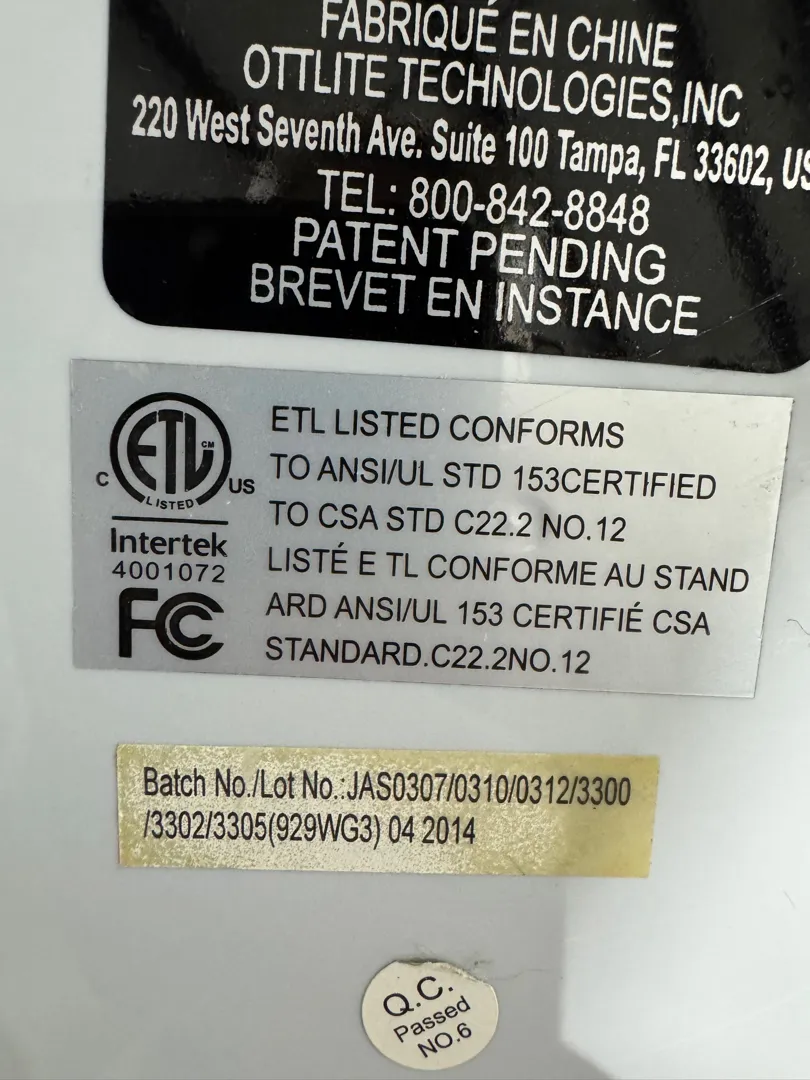 FABRIQUÉ EN CHINE
OTTLITE TECHNOLOGIES,INC
220 West Seventh Ave. Suite 100 Tampa, FL 33602, US
TEL: 800-842-8848
PATENT PENDING
BREVET EN INSTANCE
ETL CM
LISTED
C US
Intertek
4001072
FC
ETL LISTED CONFORMS
TO ANSI/UL STD 153CERTIFIED
TO CSA STD C22.2 NO.12
LISTÉ E TL CONFORME AU STAND
ARD ANSI/UL 153 CERTIFIÉ CSA
STANDARD.C22.2NO.12
Batch No./Lot No.:JAS0307/0310/0312/3300
/3302/3305(929WG3) 04 2014
Q.C.
Passed
NO.6